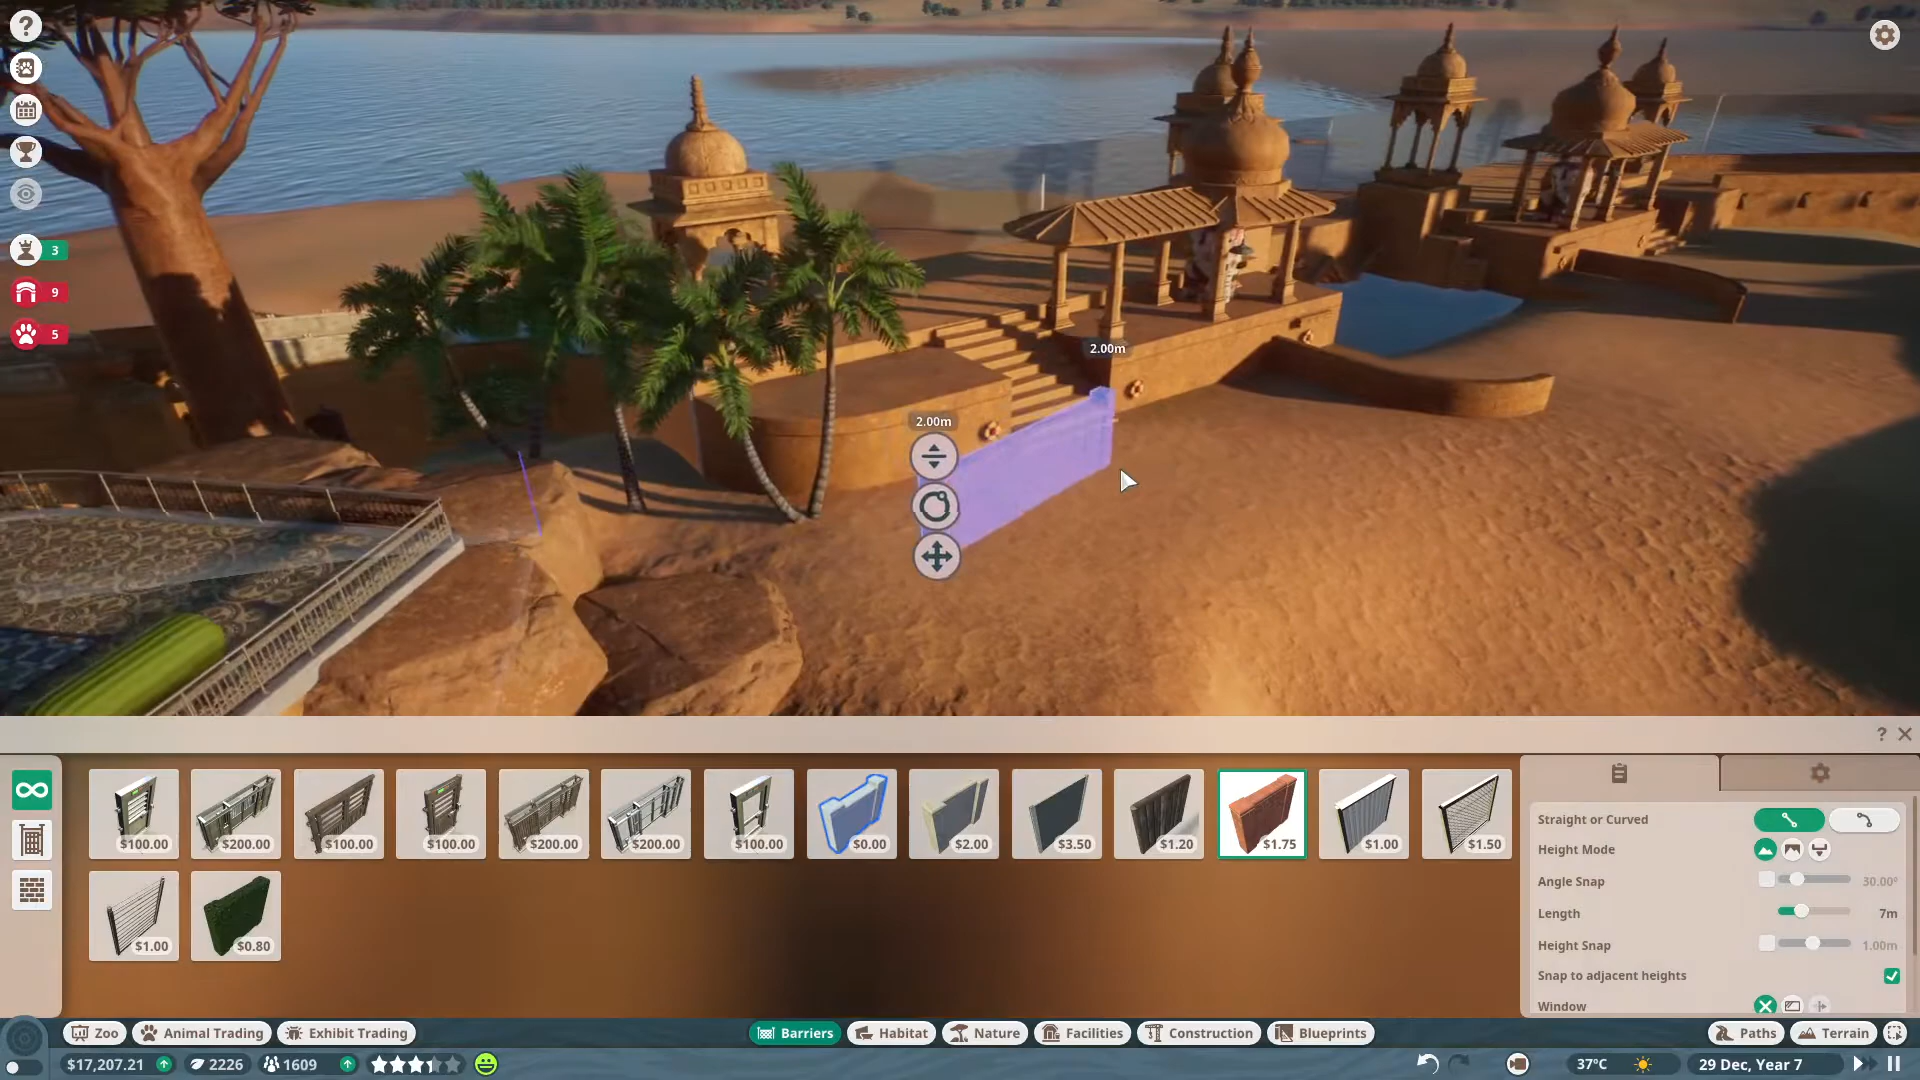 ?
3
9
5
2.00m
2.00m
?
$100.00
$200.00
$100.00
$100.00
$200.00
$200.00
$100.00
$0.00
$2.00
$3.50
$1.20
$1.75
$1.00
$1.50
$1.00
$0.80
Straight or Curved
Height Mode
Angle Snap 30.00°
Length 7m
Height Snap 1.00m
Snap to adjacent heights
Window
Zoo Animal Trading Exhibit Trading Barriers Habitat Nature Facilities Construction Blueprints Paths Terrain
$17,207.21 2226 1609 37°C 29 Dec, Year 7